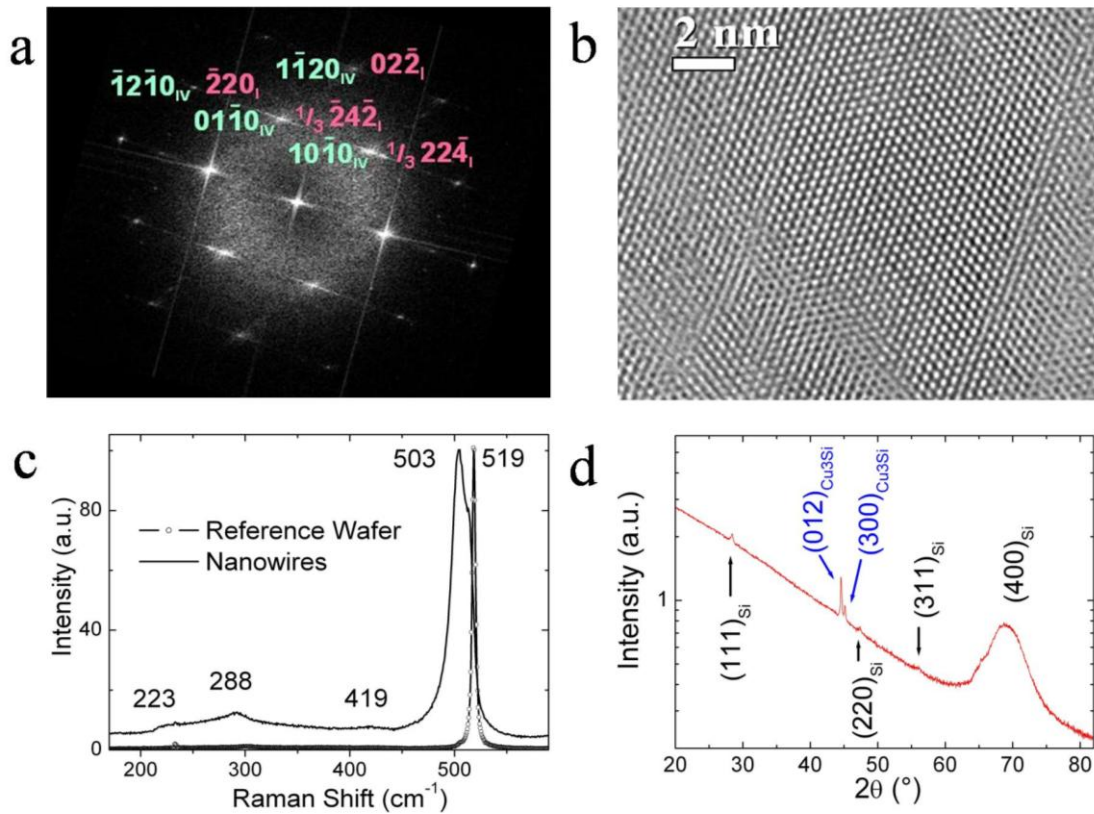 a
1̄2̄10IV 2̄20I
11̄20IV 022̄I
011̄0IV 1/3 2̄42̄I
101̄0IV 1/3 224̄I
b
2 nm
c
503 519
Reference Wafer
Nanowires
223
288
419
80
40
0
200 300 400 500
Intensity (a.u.)
Raman Shift (cm-1)
d
(111)Si
(012)Cu3Si
(300)Cu3Si
(220)Si
(311)Si
(400)Si
1
20 30 40 50 60 70 80
Intensity (a.u.)
2θ (°)